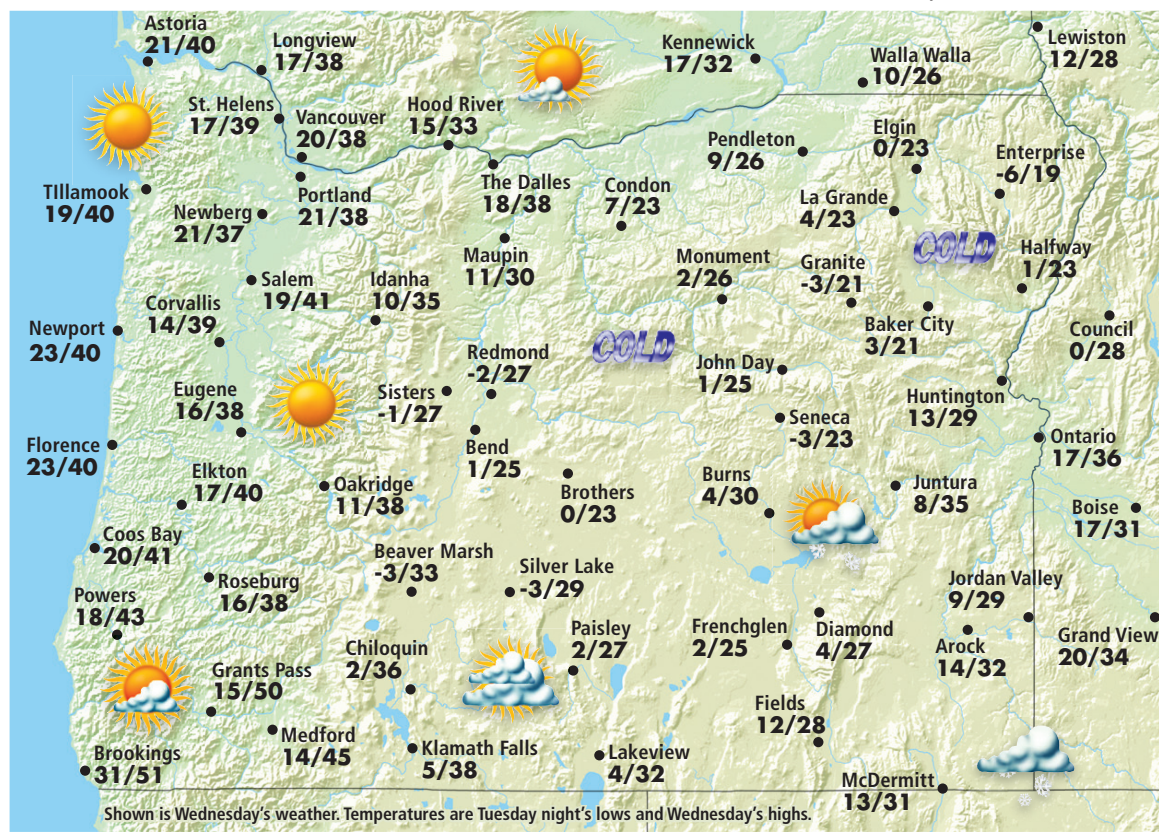 Astoria
21/40
Longview
17/38
Kennewick
17/32
Walla Walla
10/26
Lewiston
12/28
St. Helens
17/39
Vancouver
20/38
Hood River
15/33
Pendleton
9/26
Elgin
0/23
Enterprise
-6/19
TIllamook
19/40
Newberg
21/37
Portland
21/38
The Dalles
18/38
Condon
7/23
La Grande
4/23
COLD
Maupin
11/30
Monument
2/26
Granite
-3/21
Halfway
1/23
Salem
19/41
Idanha
10/35
Corvallis
14/39
Newport
23/40
COLD
Baker City
3/21
Council
0/28
Redmond
-2/27
John Day
1/25
Eugene
16/38
Sisters
-1/27
Huntington
13/29
Seneca
-3/23
Florence
23/40
Bend
1/25
Ontario
17/36
Elkton
17/40
Oakridge
11/38
Brothers
0/23
Burns
4/30
Juntura
8/35
Boise
17/31
Coos Bay
20/41
Beaver Marsh
-3/33
Silver Lake
-3/29
Roseburg
16/38
Jordan Valley
9/29
Powers
18/43
Paisley
2/27
Frenchglen
2/25
Diamond
4/27
Arock
14/32
Grand View
20/34
Chiloquin
2/36
Grants Pass
15/50
Fields
12/28
Medford
14/45
Klamath Falls
5/38
Lakeview
4/32
Brookings
31/51
McDermitt
13/31
Shown is Wednesday's weather. Temperatures are Tuesday night's lows and Wednesday's highs.